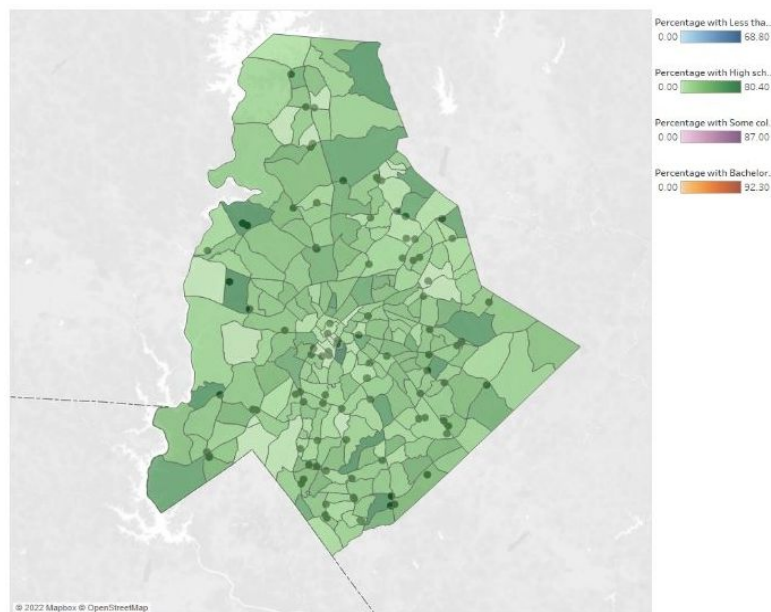 Percentage with Less tha..
0.00 68.80
Percentage with High sch..
0.00 80.40
Percentage with Some col..
0.00 87.00
Percentage with Bachelor..
0.00 92.30
© 2022 Mapbox © OpenStreetMap